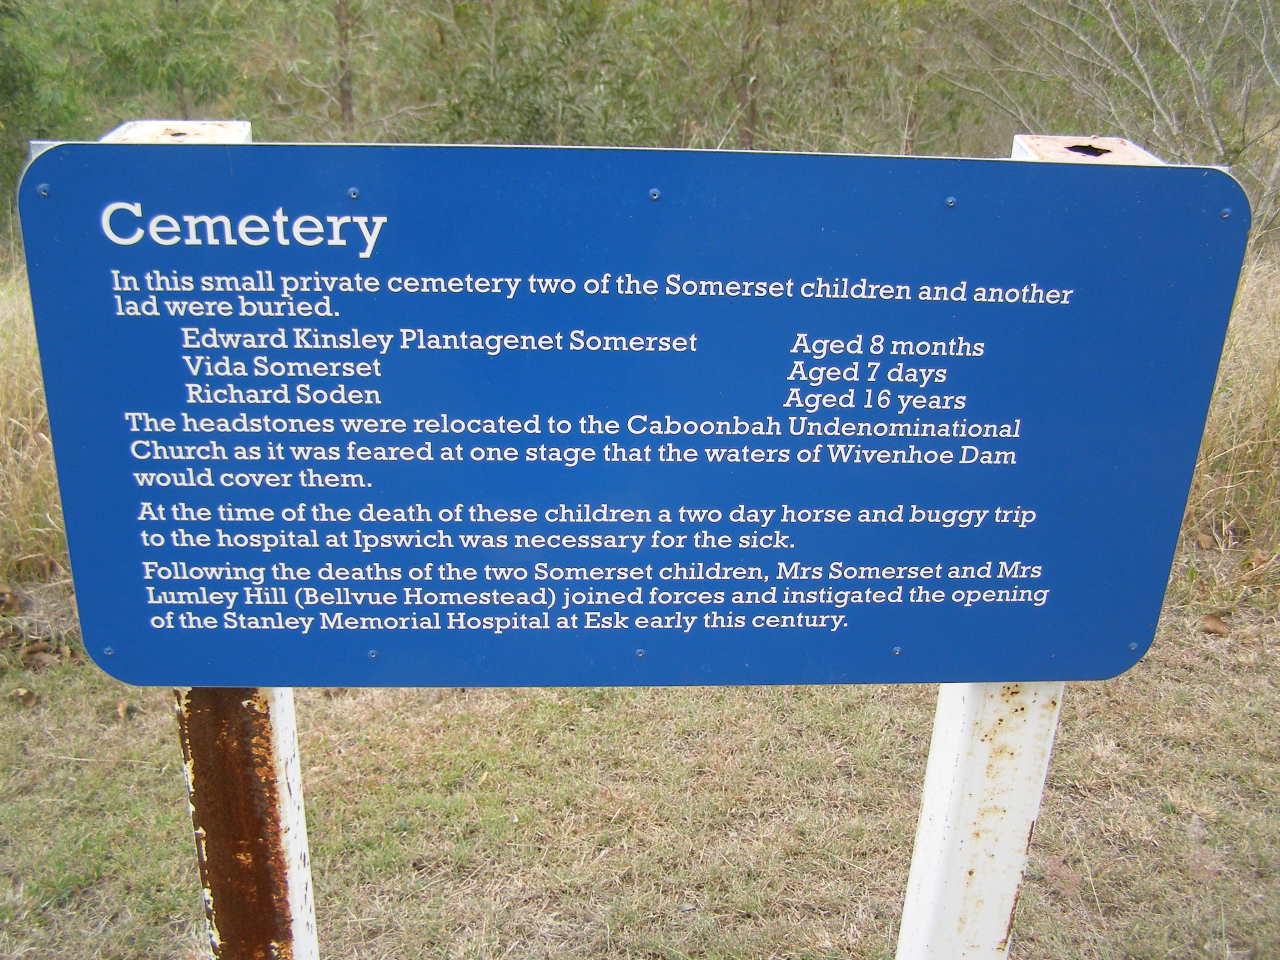 Cemetery
In this small private cemetery two of the Somerset children and another
lad were buried.
Edward Kinsley Plantagenet Somerset Aged 8 months
Vida Somerset Aged 7 days
Richard Soden Aged 16 years
The headstones were relocated to the Caboonbah Undenominational
Church as it was feared at one stage that the waters of Wivenhoe Dam
would cover them.
At the time of the death of these children a two day horse and buggy trip
to the hospital at Ipswich was necessary for the sick.
Following the deaths of the two Somerset children, Mrs Somerset and Mrs
Lumley Hill (Bellvue Homestead) joined forces and instigated the opening
of the Stanley Memorial Hospital at Esk early this century.